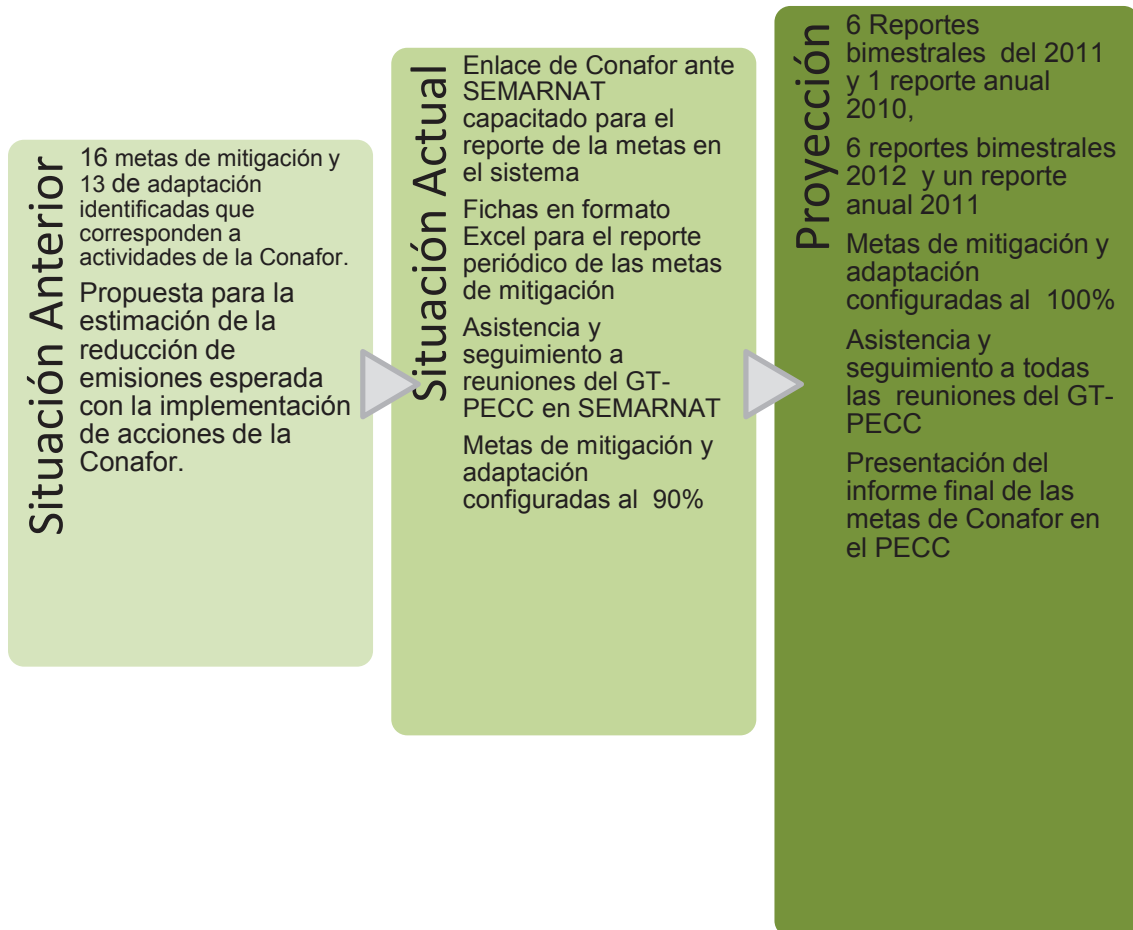 Situación Anterior
16 metas de mitigación y
13 de adaptación
identificadas que
corresponden a
actividades de la Conafor.
Propuesta para la
estimación de la
reducción de
emisiones esperada
con la implementación
de acciones de la
Conafor.
Situación Actual
Enlace de Conafor ante
SEMARNAT
capacitado para el
reporte de la metas en
el sistema
Fichas en formato
Excel para el reporte
periódico de las metas
de mitigación
Asistencia y
seguimiento a
reuniones del GT-
PECC en SEMARNAT
Metas de mitigación y
adaptación
configuradas al 90%
Proyección
6 Reportes
bimestrales del 2011
y 1 reporte anual
2010,
6 reportes bimestrales
2012 y un reporte
anual 2011
Metas de mitigación y
adaptación
configuradas al 100%
Asistencia y
seguimiento a todas
las reuniones del GT-
PECC
Presentación del
informe final de las
metas de Conafor en
el PECC